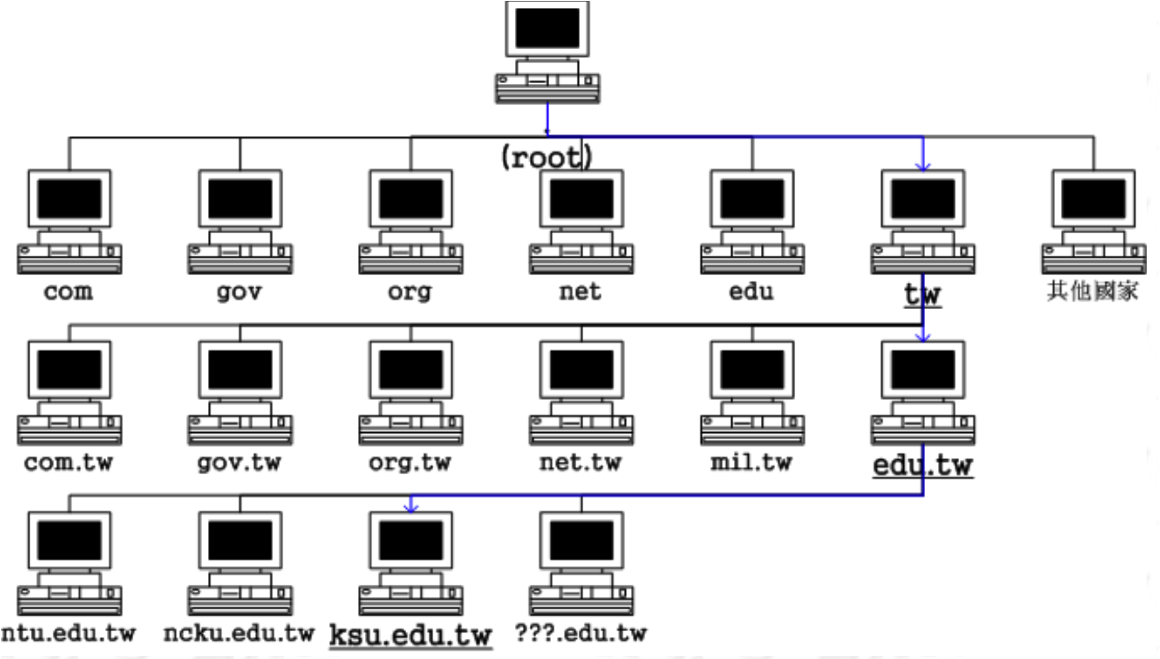 (root)
com gov org net edu tw 其他國家
com.tw gov.tw org.tw net.tw mil.tw edu.tw
ntu.edu.tw ncku.edu.tw ksu.edu.tw ???.edu.tw